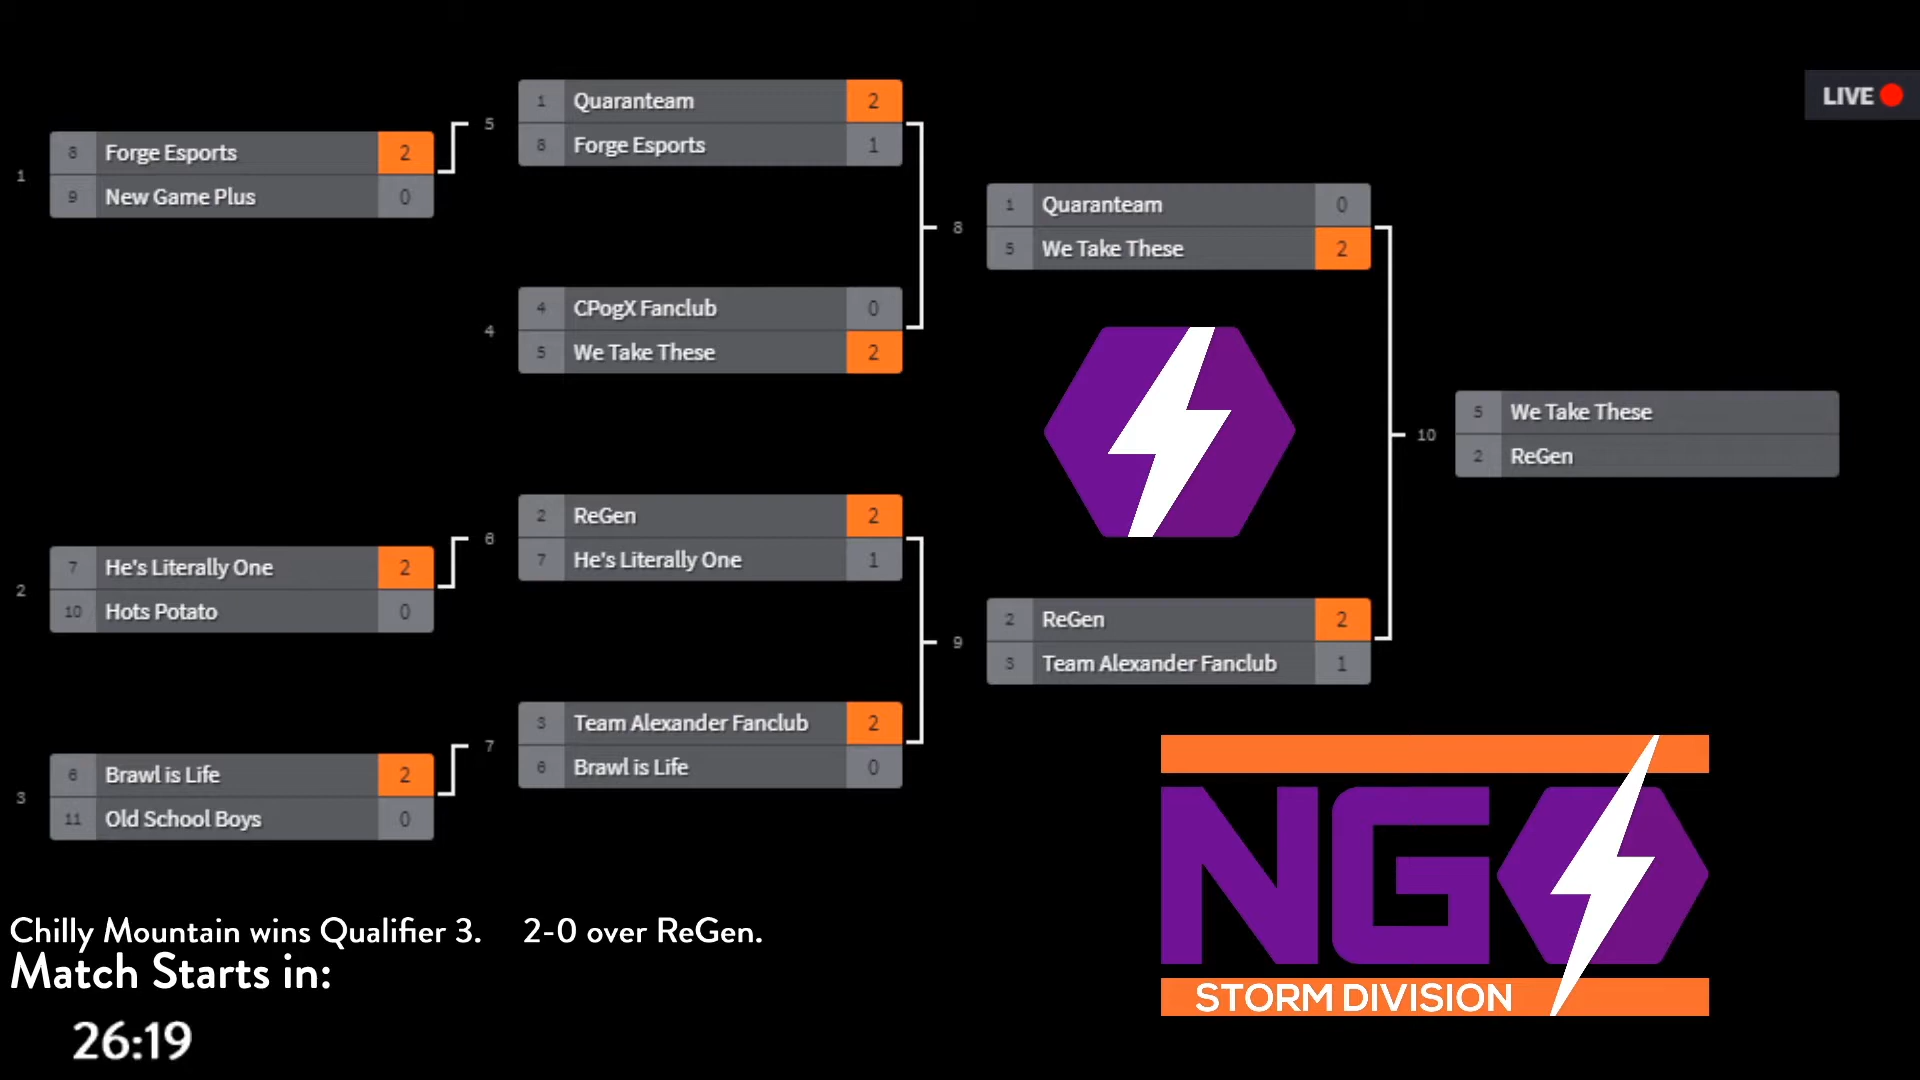 LIVE
1
8 Forge Esports 2
9 New Game Plus 0
2
7 He's Literally One 2
10 Hots Potato 0
3
6 Brawl is Life 2
11 Old School Boys 0
5
1 Quaranteam 2
8 Forge Esports 1
4
4 CPogX Fanclub 0
5 We Take These 2
6
2 ReGen 2
7 He's Literally One 1
7
3 Team Alexander Fanclub 2
6 Brawl is Life 0
8
1 Quaranteam 0
5 We Take These 2
9
2 ReGen 2
3 Team Alexander Fanclub 1
10
5 We Take These
2 ReGen
Chilly Mountain wins Qualifier 3. 2-0 over ReGen.
Match Starts in:
26:19
NGO
STORM DIVISION